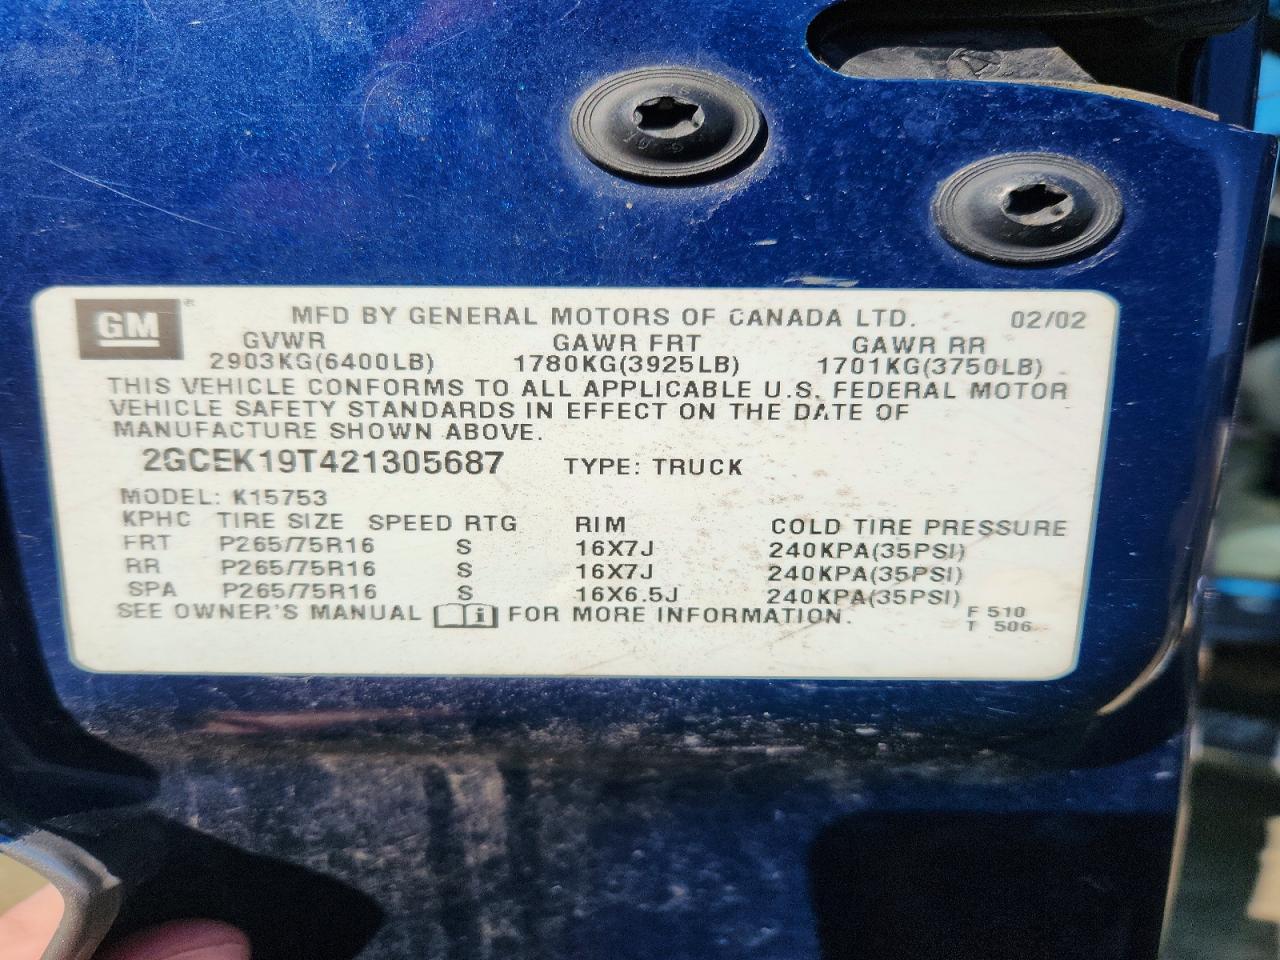 GM ®
MFD BY GENERAL MOTORS OF CANADA LTD. 02/02
GVWR GAWR FRT GAWR RR
2903KG(6400LB) 1780KG(3925LB) 1701KG(3750LB)
THIS VEHICLE CONFORMS TO ALL APPLICABLE U.S. FEDERAL MOTOR
VEHICLE SAFETY STANDARDS IN EFFECT ON THE DATE OF
MANUFACTURE SHOWN ABOVE.
2GCEK19T421305687 TYPE: TRUCK
MODEL: K15753
KPHC TIRE SIZE SPEED RTG RIM COLD TIRE PRESSURE
FRT P265/75R16 S 16X7J 240KPA(35PSI)
RR P265/75R16 S 16X7J 240KPA(35PSI)
SPA P265/75R16 S 16X6.5J 240KPA(35PSI)
SEE OWNER'S MANUAL i FOR MORE INFORMATION.
F 510
T 506